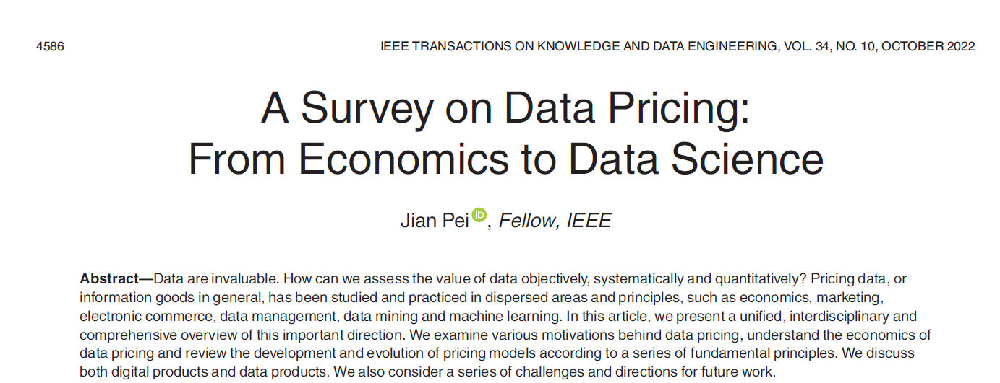 4586
IEEE TRANSACTIONS ON KNOWLEDGE AND DATA ENGINEERING, VOL. 34, NO. 10, OCTOBER 2022
A Survey on Data Pricing:
From Economics to Data Science
Jian Pei iD, Fellow, IEEE
Abstract—Data are invaluable. How can we assess the value of data objectively, systematically and quantitatively? Pricing data, or
information goods in general, has been studied and practiced in dispersed areas and principles, such as economics, marketing,
electronic commerce, data management, data mining and machine learning. In this article, we present a unified, interdisciplinary and
comprehensive overview of this important direction. We examine various motivations behind data pricing, understand the economics of
data pricing and review the development and evolution of pricing models according to a series of fundamental principles. We discuss
both digital products and data products. We also consider a series of challenges and directions for future work.